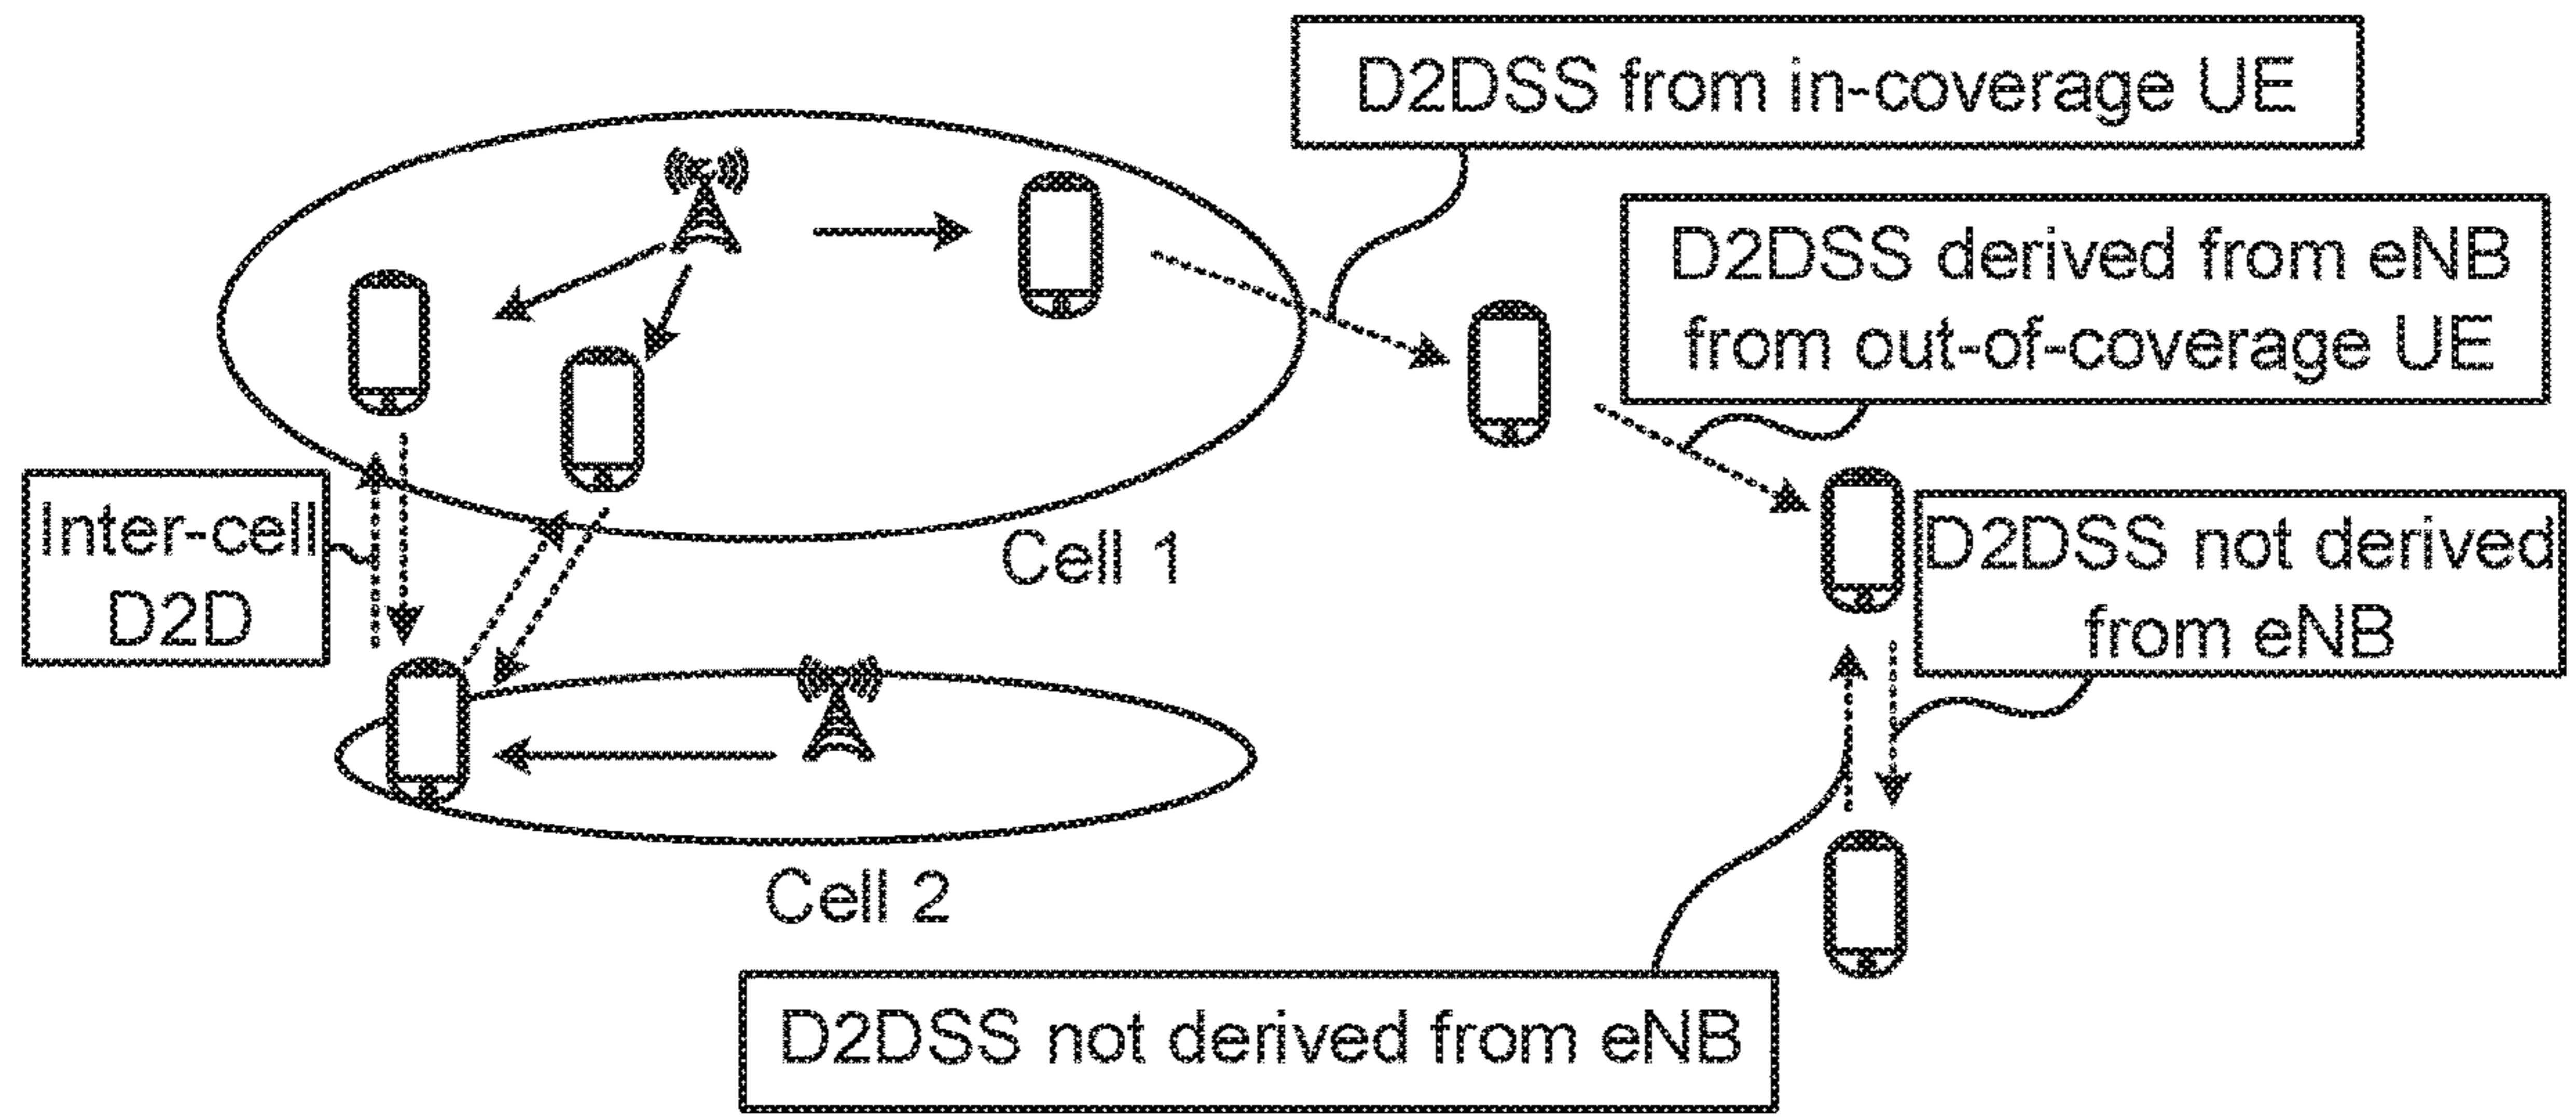 D2DSS from in-coverage UE
D2DSS derived from eNB
from out-of-coverage UE
Inter-cell
D2D
Cell 1
D2DSS not derived
from eNB
Cell 2
D2DSS not derived from eNB